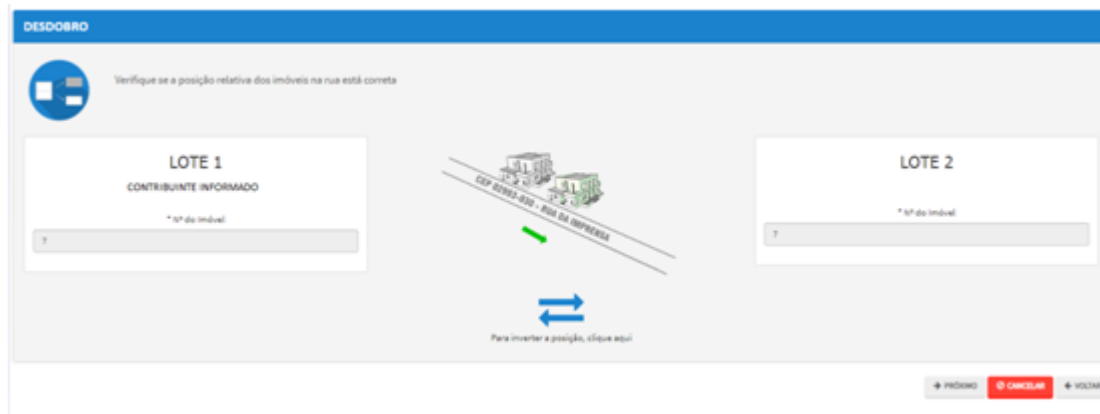 DESDOBRO
Verifique se a posição relativa dos imóveis na rua está correta
LOTE 1
CONTRIBUINTE INFORMADO
* Nº do Imóvel
7
CEP 02993-030 - RUA DA IMPRENSA
LOTE 2
* Nº do Imóvel
7
Para inverter a posição, clique aqui
PRÓXIMO
CANCELAR
VOLTAR